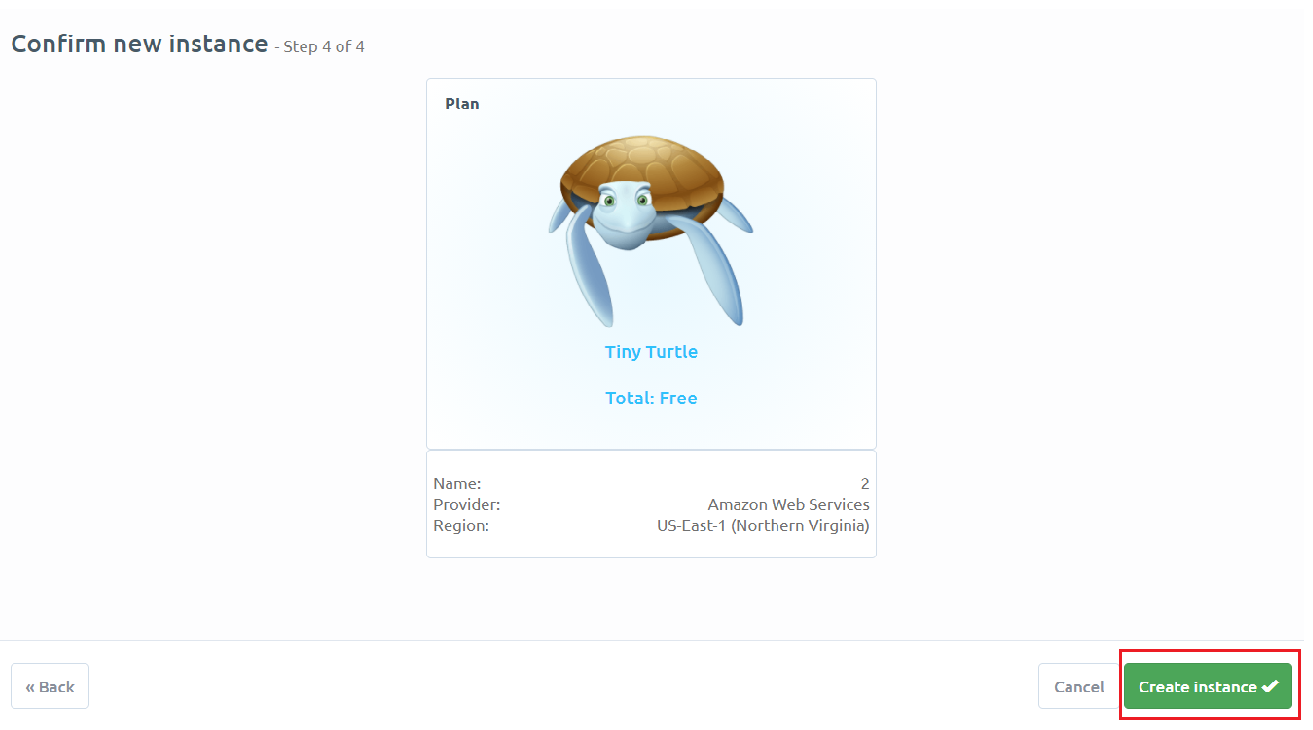 Confirm new instance - Step 4 of 4
Plan
Tiny Turtle
Total: Free
Name: 2
Provider: Amazon Web Services
Region: US-East-1 (Northern Virginia)
« Back Cancel Create instance ✔